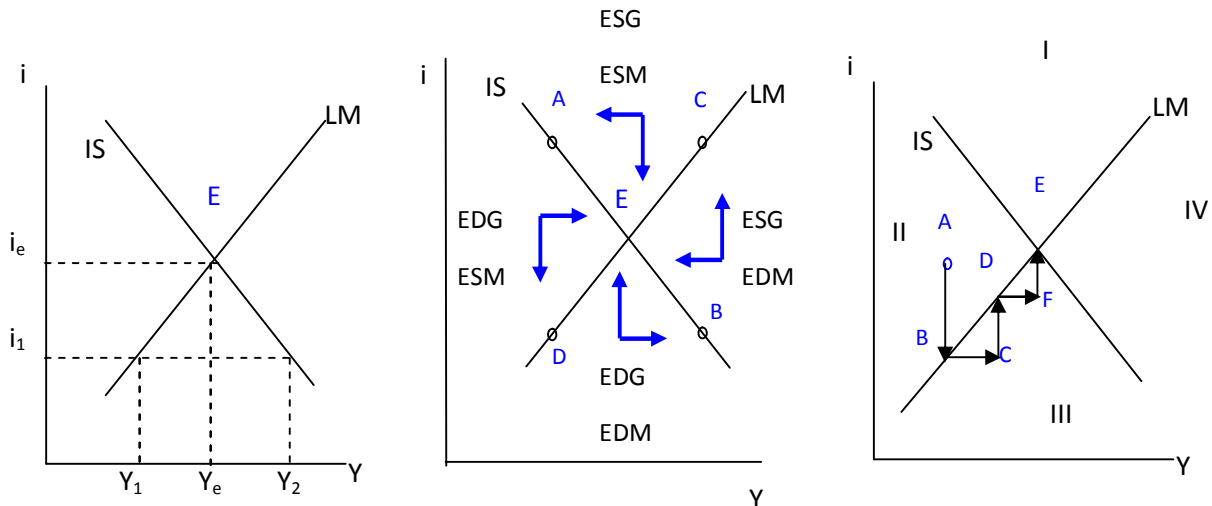 i
IS
LM
E
iₑ
i₁
Y₁
Yₑ
Y₂
Y
ESG
ESM
i
IS
A
C
LM
E
EDG
ESM
ESG
EDM
B
D
EDG
EDM
Y
I
i
IS
LM
E
A
II
IV
D
F
B
C
III
Y